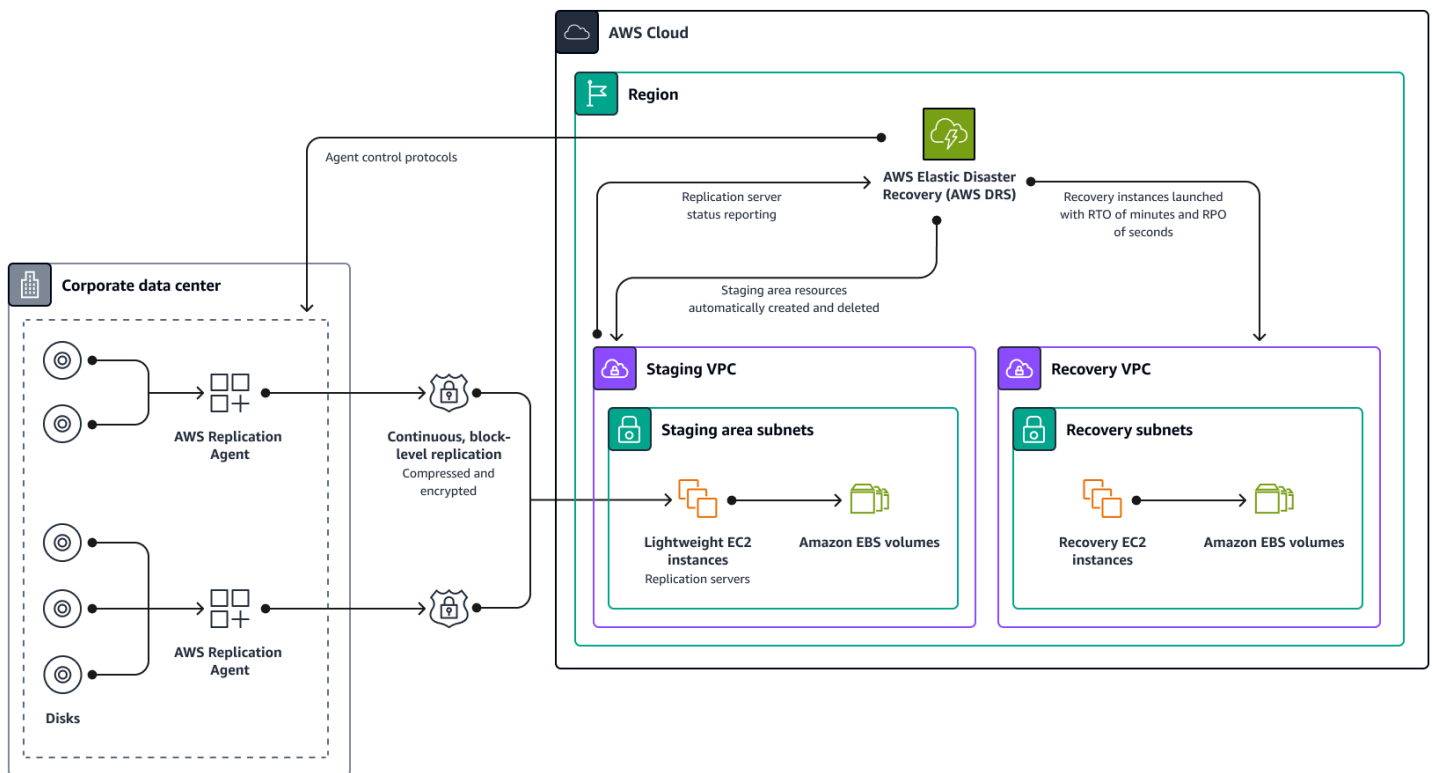 AWS Cloud
Region
Agent control protocols
AWS Elastic Disaster
Recovery (AWS DRS)
Replication server
status reporting
Recovery instances launched
with RTO of minutes and RPO
of seconds
Staging area resources
automatically created and deleted
Corporate data center
AWS Replication
Agent
Continuous, block-
level replication
Compressed and
encrypted
AWS Replication
Agent
Disks
Staging VPC
Staging area subnets
Lightweight EC2
instances
Replication servers
Amazon EBS volumes
Recovery VPC
Recovery subnets
Recovery EC2
instances
Amazon EBS volumes